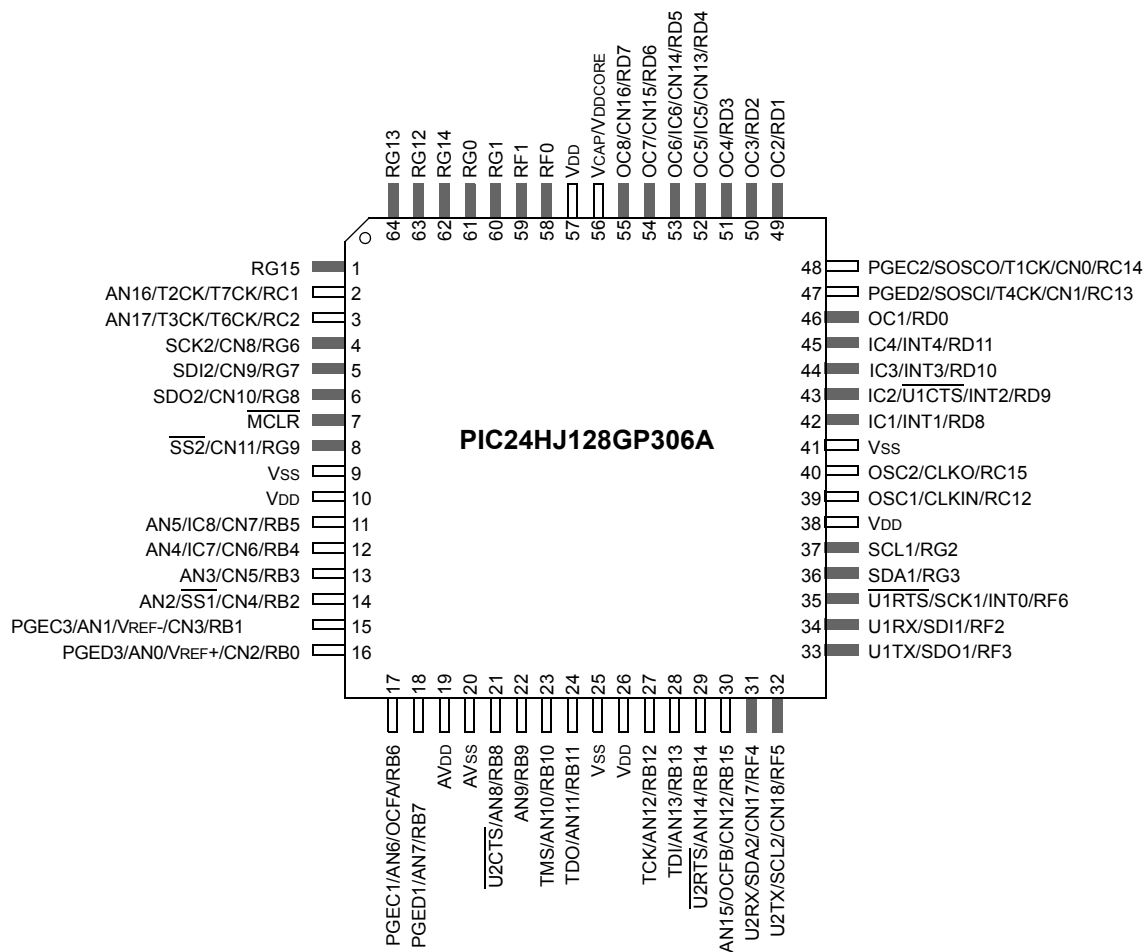 RG13
RG12
RG14
RG0
RG1
RF1
RF0
VDD
VCAP/VDDCORE
OC8/CN16/RD7
OC7/CN15/RD6
OC6/IC6/CN14/RD5
OC5/IC5/CN13/RD4
OC4/RD3
OC3/RD2
OC2/RD1
64
63
62
61
60
59
58
57
56
55
54
53
52
51
50
49
RG15 1
AN16/T2CK/T7CK/RC1 2
AN17/T3CK/T6CK/RC2 3
SCK2/CN8/RG6 4
SDI2/CN9/RG7 5
SDO2/CN10/RG8 6
MCLR 7
SS2/CN11/RG9 8
VSS 9
VDD 10
AN5/IC8/CN7/RB5 11
AN4/IC7/CN6/RB4 12
AN3/CN5/RB3 13
AN2/SS1/CN4/RB2 14
PGEC3/AN1/VREF-/CN3/RB1 15
PGED3/AN0/VREF+/CN2/RB0 16
PIC24HJ128GP306A
48 PGEC2/SOSCO/T1CK/CN0/RC14
47 PGED2/SOSCI/T4CK/CN1/RC13
46 OC1/RD0
45 IC4/INT4/RD11
44 IC3/INT3/RD10
43 IC2/U1CTS/INT2/RD9
42 IC1/INT1/RD8
41 VSS
40 OSC2/CLKO/RC15
39 OSC1/CLKIN/RC12
38 VDD
37 SCL1/RG2
36 SDA1/RG3
35 U1RTS/SCK1/INT0/RF6
34 U1RX/SDI1/RF2
33 U1TX/SDO1/RF3
17
18
19
20
21
22
23
24
25
26
27
28
29
30
31
32
PGEC1/AN6/OCFA/RB6
PGED1/AN7/RB7
AVDD
AVSS
U2CTS/AN8/RB8
AN9/RB9
TMS/AN10/RB10
TDO/AN11/RB11
VSS
VDD
TCK/AN12/RB12
TDI/AN13/RB13
U2RTS/AN14/RB14
AN15/OCFB/CN12/RB15
U2RX/SDA2/CN17/RF4
U2TX/SCL2/CN18/RF5